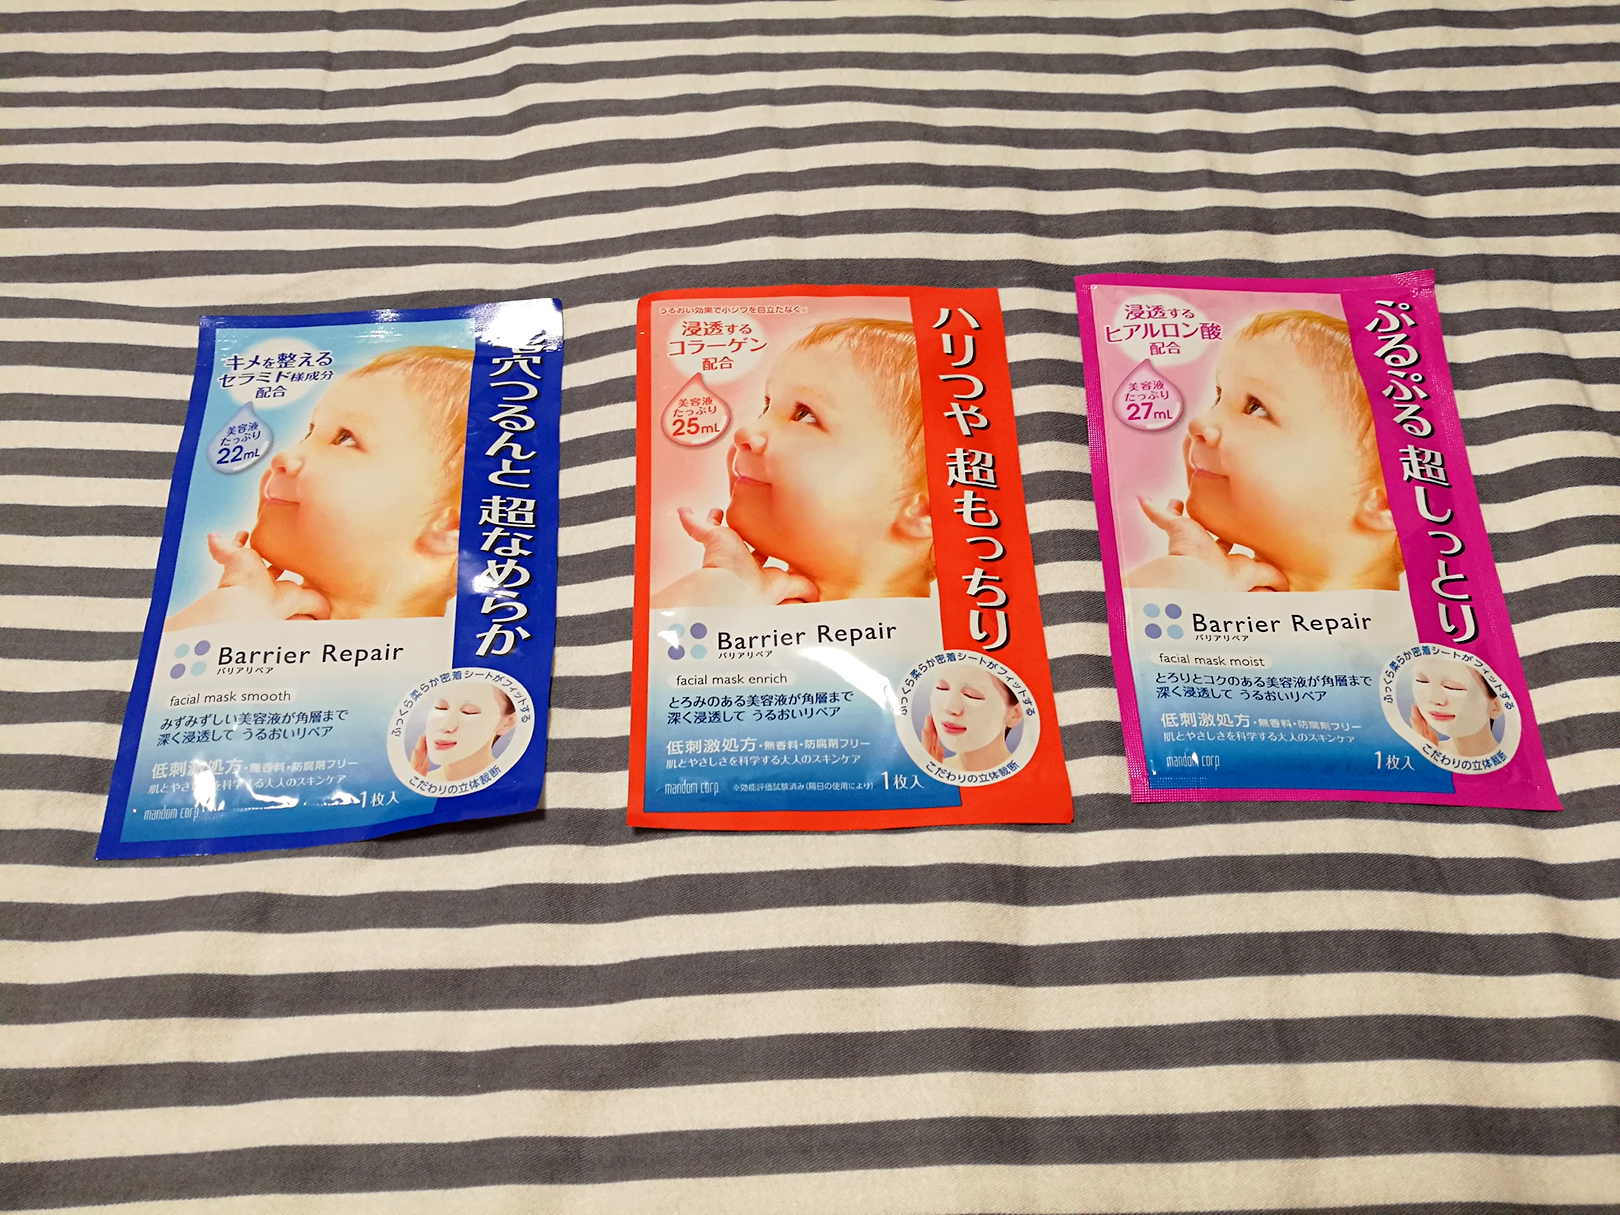 キメを整える
セラミド様成分
配合
美容液
たっぷり
22mL
穴つるんと 超なめらか
Barrier Repair
バリアリペア
facial mask smooth
みずみずしい美容液が角層まで
深く浸透して うるおいリペア
低刺激処方・無香料・防腐剤フリー
肌とやさしさを科学する大人のスキンケア
mandom corp
1枚入
ふっくら柔らか密着シートがフィットする
こだわりの立体裁断
うるおい効果で小ジワを目立たなく※
浸透する
コラーゲン
配合
美容液
たっぷり
25mL
ハリつや 超もっちり
Barrier Repair
バリアリペア
facial mask enrich
とろみのある美容液が角層まで
深く浸透して うるおいリペア
低刺激処方・無香料・防腐剤フリー
肌とやさしさを科学する大人のスキンケア
mandom corp
※効能評価試験済み(隔日の使用により)
1枚入
ふっくら柔らか密着シートがフィットする
こだわりの立体裁断
浸透する
ヒアルロン酸
配合
美容液
たっぷり
27mL
ぷるぷる 超しっとり
Barrier Repair
バリアリペア
facial mask moist
とろりとコクのある美容液が角層まで
深く浸透して うるおいリペア
低刺激処方・無香料・防腐剤フリー
肌とやさしさを科学する大人のスキンケア
mandom corp
1枚入
ふっくら柔らか密着シートがフィットする
こだわりの立体裁断